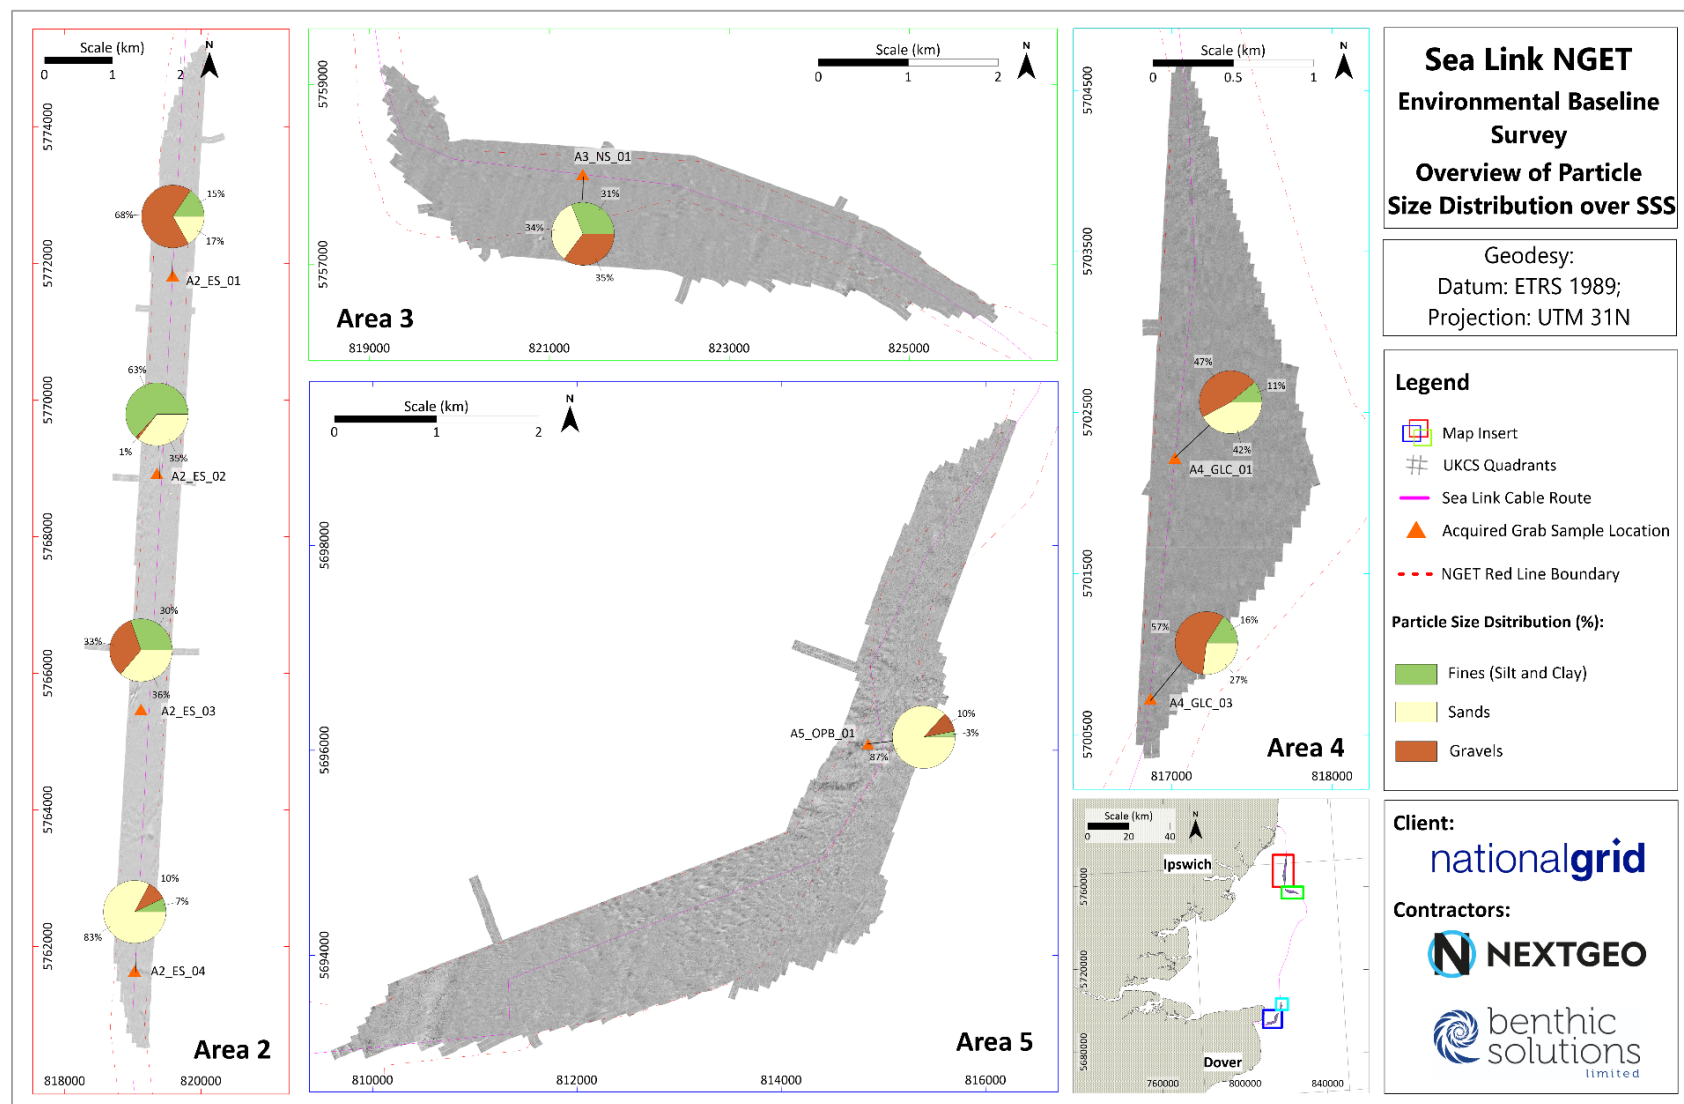 Scale (km)
N
0
1
2
5774000
5772000
5770000
5768000
5766000
5764000
5762000
68%
15%
17%
A2_ES_01
63%
1%
35%
A2_ES_02
30%
33%
36%
A2_ES_03
10%
7%
83%
A2_ES_04
Area 2
818000
820000
Scale (km)
0
1
2
N
5759000
5757000
A3_NS_01
31%
34%
35%
Area 3
819000
821000
823000
825000
Scale (km)
0
1
2
N
5698000
5696000
5694000
A5_OPB_01
10%
3%
87%
Area 5
810000
812000
814000
816000
Scale (km)
0
0.5
1
N
5704500
5703500
5702500
5701500
5700500
47%
11%
42%
A4_GLC_01
57%
16%
27%
A4_GLC_03
Area 4
817000
818000
Scale (km)
0
20
40
N
Ipswich
Dover
5760000
5720000
5680000
760000
800000
840000
Sea Link NGET
Environmental Baseline
Survey
Overview of Particle
Size Distribution over SSS
Geodesy:
Datum: ETRS 1989;
Projection: UTM 31N
Legend
Map Insert
UKCS Quadrants
Sea Link Cable Route
Acquired Grab Sample Location
NGET Red Line Boundary
Particle Size Dsitribution (%):
Fines (Silt and Clay)
Sands
Gravels
Client:
nationalgrid
Contractors:
N NEXTGEO
benthic
solutions
limited